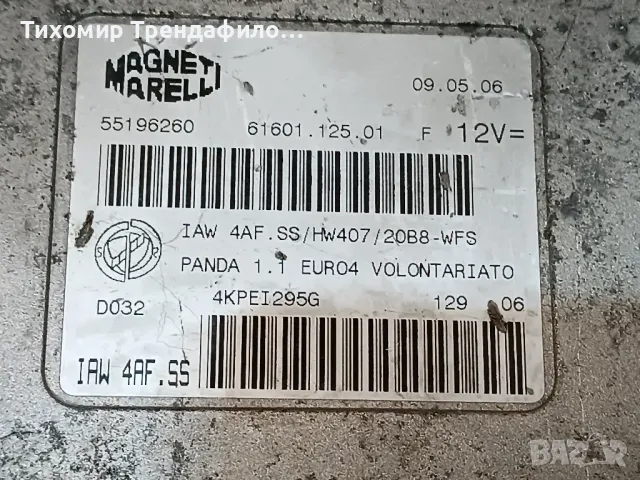 Тихомир Трендафило...
MAGNETI
MARELLI
09.05.06
55196260 61601.125.01 F 12V=
IAW 4AF.SS/HW407/20B8-WFS
PANDA 1.1 EURO4 VOLONTARIATO
D032 4KPEI295G 129 06
IAW 4AF.SS
BAZAR